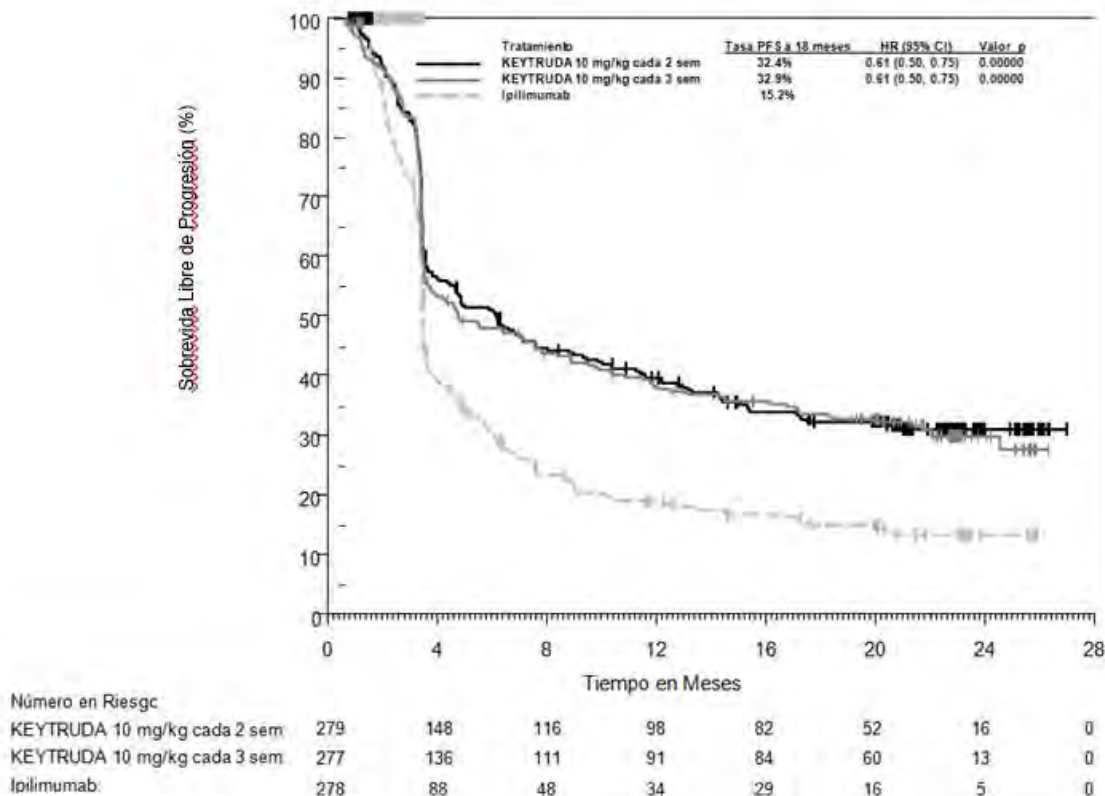 Tratamiento Tasa PFS a 18 meses HR (95% CI) Valor p
KEYTRUDA 10 mg/kg cada 2 sem 32.4% 0.61 (0.50, 0.75) 0.00000
KEYTRUDA 10 mg/kg cada 3 sem 32.9% 0.61 (0.50, 0.75) 0.00000
Ipilimumab 15.2%
Sobrevida Libre de Progresión (%)
100
90
80
70
60
50
40
30
20
10
0
0 4 8 12 16 20 24 28
Tiempo en Meses
Número en Riesgc
KEYTRUDA 10 mg/kg cada 2 sem 279 148 116 98 82 52 16 0
KEYTRUDA 10 mg/kg cada 3 sem 277 136 111 91 84 60 13 0
Ipilimumab 278 88 48 34 29 16 5 0